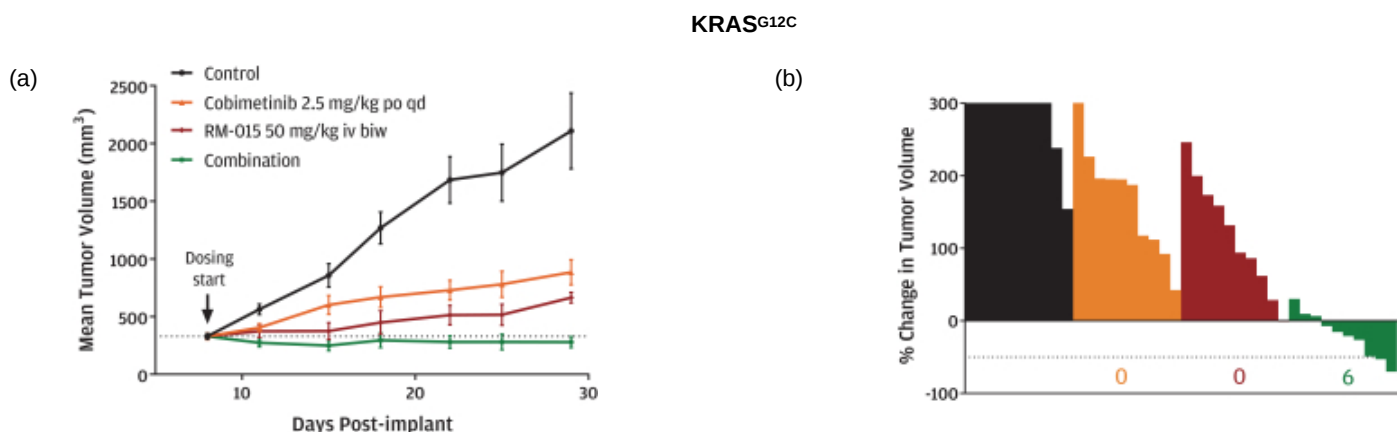 KRASG12C
(a)
Control
Cobimetinib 2.5 mg/kg po qd
RM-015 50 mg/kg iv biw
Combination
Mean Tumor Volume (mm³)
2500
2000
1500
1000
500
0
Dosing
start
10
20
30
Days Post-implant
(b)
% Change in Tumor Volume
300
200
100
0
-100
0
0
6